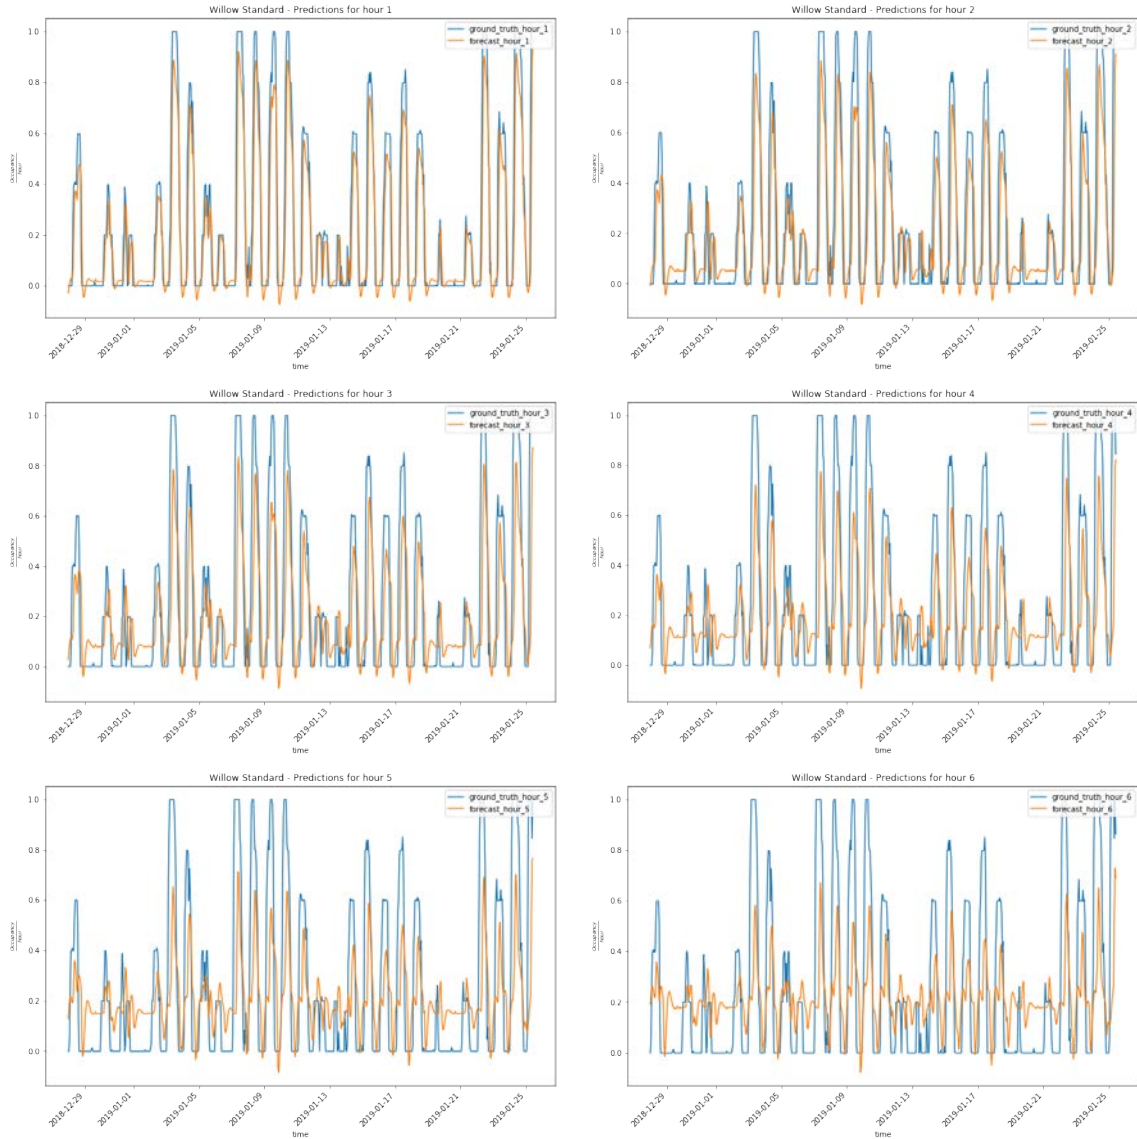 Willow Standard - Predictions for hour 1
ground_truth_hour_1
forecast_hour_1
1.0
0.8
0.6
0.4
0.2
0.0
Occupancy
hour
2018-12-29
2019-01-01
2019-01-05
2019-01-09
2019-01-13
2019-01-17
2019-01-21
2019-01-25
time
Willow Standard - Predictions for hour 2
ground_truth_hour_2
forecast_hour_2
1.0
0.8
0.6
0.4
0.2
0.0
Occupancy
hour
2018-12-29
2019-01-01
2019-01-05
2019-01-09
2019-01-13
2019-01-17
2019-01-21
2019-01-25
time
Willow Standard - Predictions for hour 3
ground_truth_hour_3
forecast_hour_3
1.0
0.8
0.6
0.4
0.2
0.0
Occupancy
hour
2018-12-29
2019-01-01
2019-01-05
2019-01-09
2019-01-13
2019-01-17
2019-01-21
2019-01-25
time
Willow Standard - Predictions for hour 4
ground_truth_hour_4
forecast_hour_4
1.0
0.8
0.6
0.4
0.2
0.0
Occupancy
hour
2018-12-29
2019-01-01
2019-01-05
2019-01-09
2019-01-13
2019-01-17
2019-01-21
2019-01-25
time
Willow Standard - Predictions for hour 5
ground_truth_hour_5
forecast_hour_5
1.0
0.8
0.6
0.4
0.2
0.0
Occupancy
hour
2018-12-29
2019-01-01
2019-01-05
2019-01-09
2019-01-13
2019-01-17
2019-01-21
2019-01-25
time
Willow Standard - Predictions for hour 6
ground_truth_hour_6
forecast_hour_6
1.0
0.8
0.6
0.4
0.2
0.0
Occupancy
hour
2018-12-29
2019-01-01
2019-01-05
2019-01-09
2019-01-13
2019-01-17
2019-01-21
2019-01-25
time